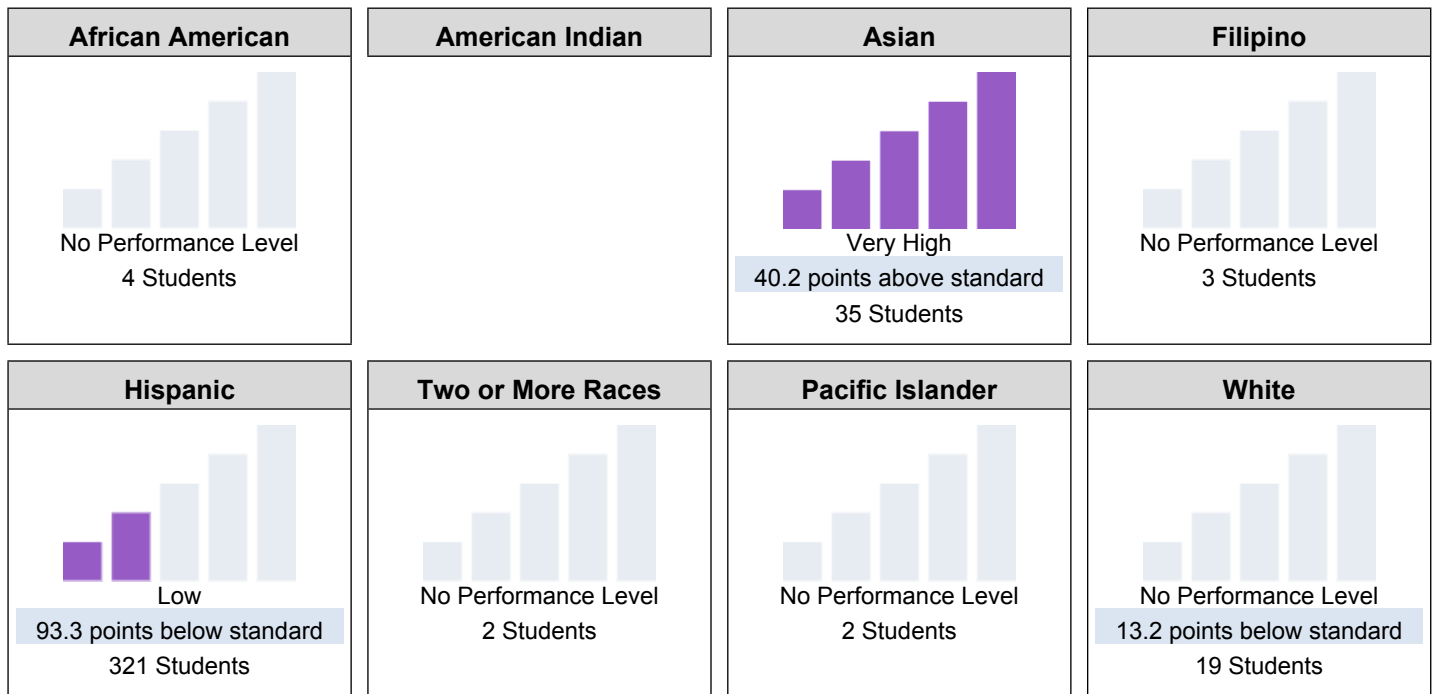 African American
No Performance Level
4 Students
American Indian
Asian
Very High
40.2 points above standard
35 Students
Filipino
No Performance Level
3 Students
Hispanic
Low
93.3 points below standard
321 Students
Two or More Races
No Performance Level
2 Students
Pacific Islander
No Performance Level
2 Students
White
No Performance Level
13.2 points below standard
19 Students